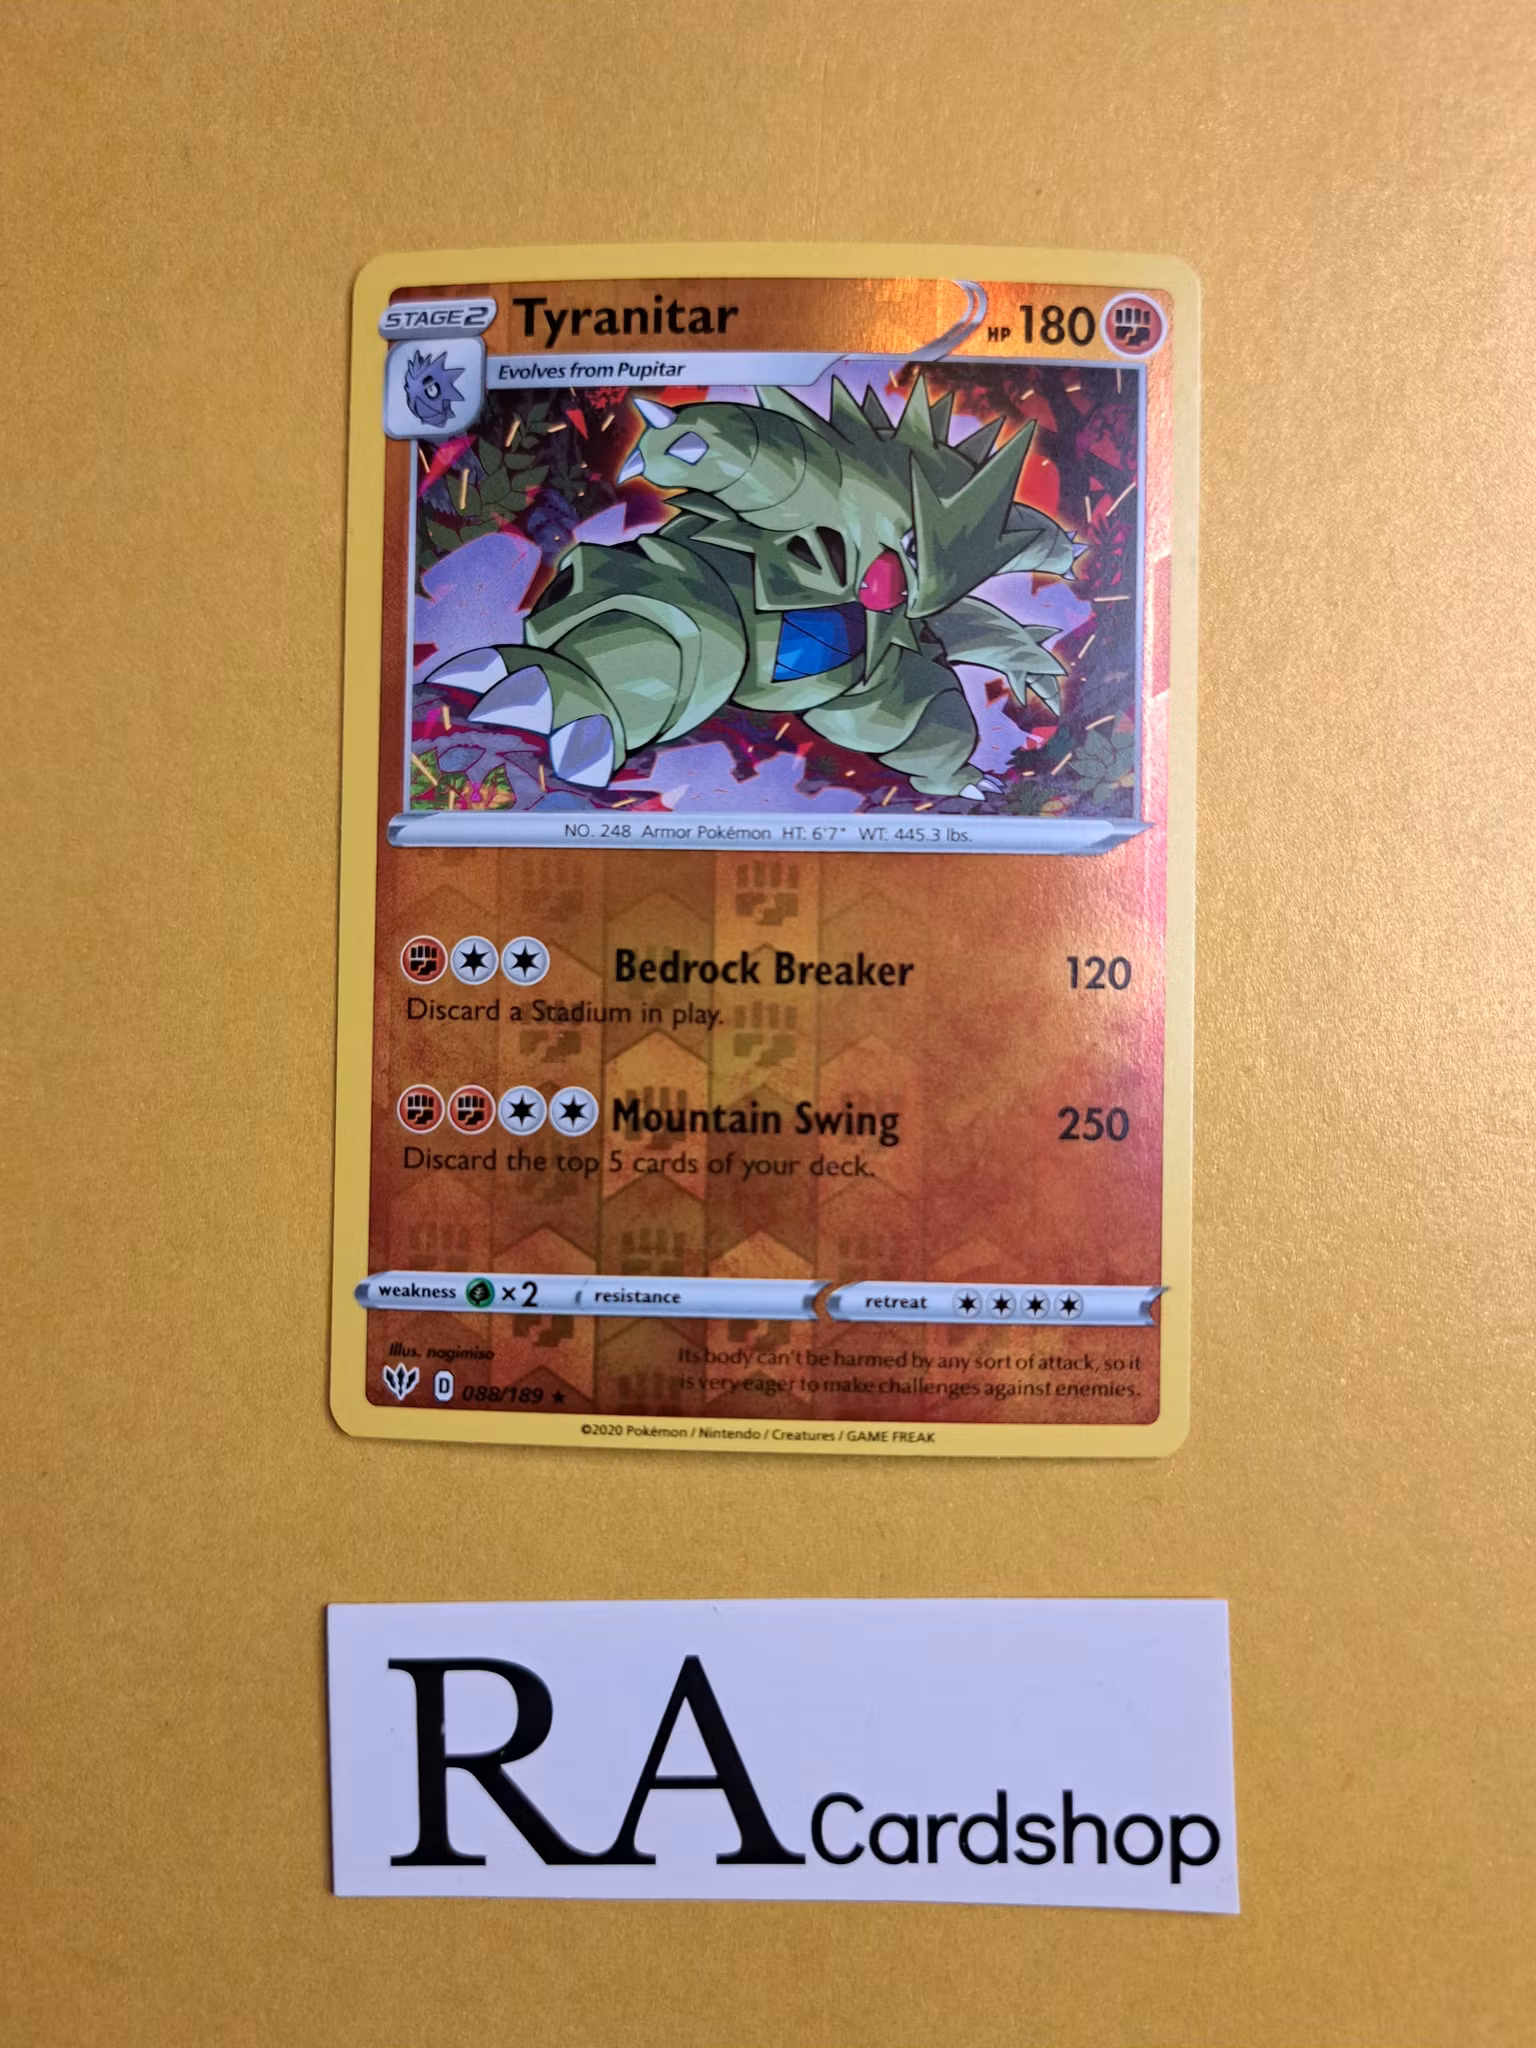 STAGE2 Tyranitar HP 180
Evolves from Pupitar
NO. 248 Armor Pokémon HT: 6'7" WT: 445.3 lbs.
Bedrock Breaker 120
Discard a Stadium in play.
Mountain Swing 250
Discard the top 5 cards of your deck.
weakness ×2 resistance retreat
Illus. nagimiso
Its body can't be harmed by any sort of attack, so it
is very eager to make challenges against enemies.
D 088/189 ★
©2020 Pokémon / Nintendo / Creatures / GAME FREAK
RA Cardshop